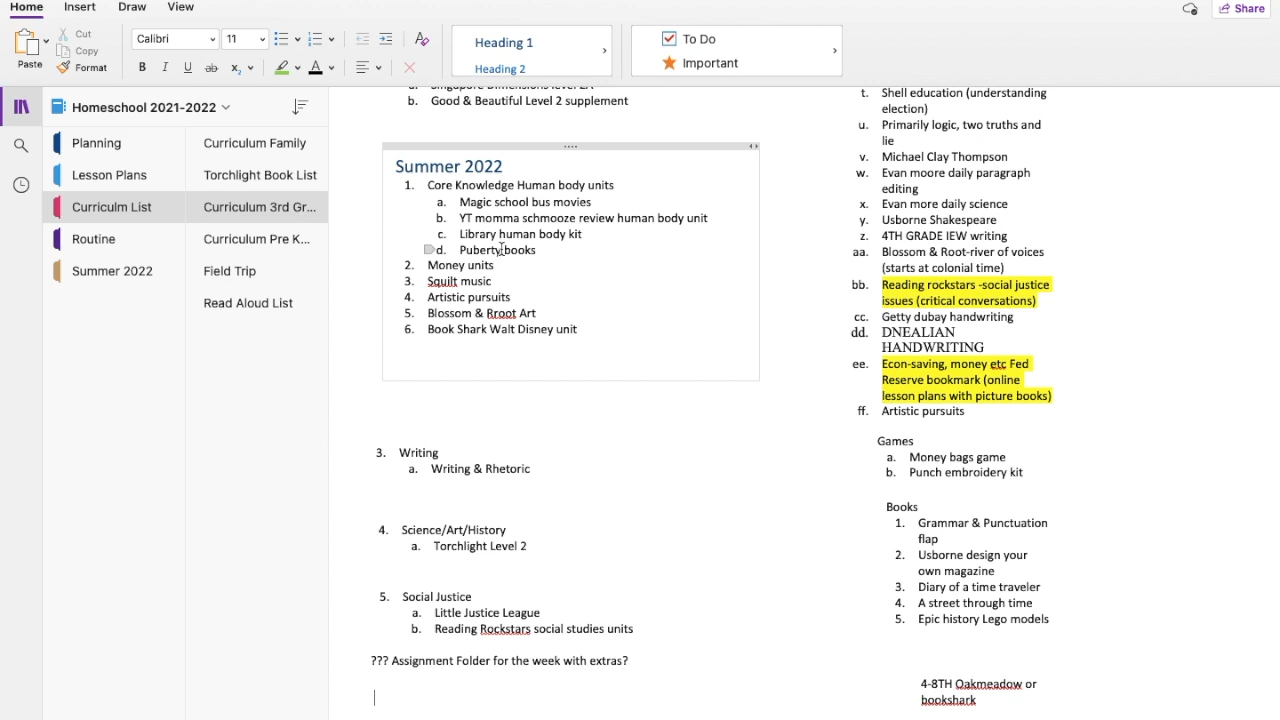 Home Insert Draw View
Share
Paste
Cut
Copy
Format
Calibri 11
B I U ab x₂ A
Heading 1
Heading 2
To Do
Important
Homeschool 2021-2022
Planning
Lesson Plans
Curriculm List
Routine
Summer 2022
Curriculum Family
Torchlight Book List
Curriculum 3rd Gr...
Curriculum Pre K...
Field Trip
Read Aloud List
a. Singapore Dimensions level 2A
b. Good & Beautiful Level 2 supplement
Summer 2022
1. Core Knowledge Human body units
a. Magic school bus movies
b. YT momma schmooze review human body unit
c. Library human body kit
d. Puberty books
2. Money units
3. Squilt music
4. Artistic pursuits
5. Blossom & Rroot Art
6. Book Shark Walt Disney unit
3. Writing
a. Writing & Rhetoric
4. Science/Art/History
a. Torchlight Level 2
5. Social Justice
a. Little Justice League
b. Reading Rockstars social studies units
??? Assignment Folder for the week with extras?
t. Shell education (understanding
election)
u. Primarily logic, two truths and
lie
v. Michael Clay Thompson
w. Evan moore daily paragraph
editing
x. Evan more daily science
y. Usborne Shakespeare
z. 4TH GRADE IEW writing
aa. Blossom & Root-river of voices
(starts at colonial time)
bb. Reading rockstars -social justice
issues (critical conversations)
cc. Getty dubay handwriting
dd. DNEALIAN
HANDWRITING
ee. Econ-saving, money etc Fed
Reserve bookmark (online
lesson plans with picture books)
ff. Artistic pursuits
Games
a. Money bags game
b. Punch embroidery kit
Books
1. Grammar & Punctuation
flap
2. Usborne design your
own magazine
3. Diary of a time traveler
4. A street through time
5. Epic history Lego models
4-8TH Oakmeadow or
bookshark